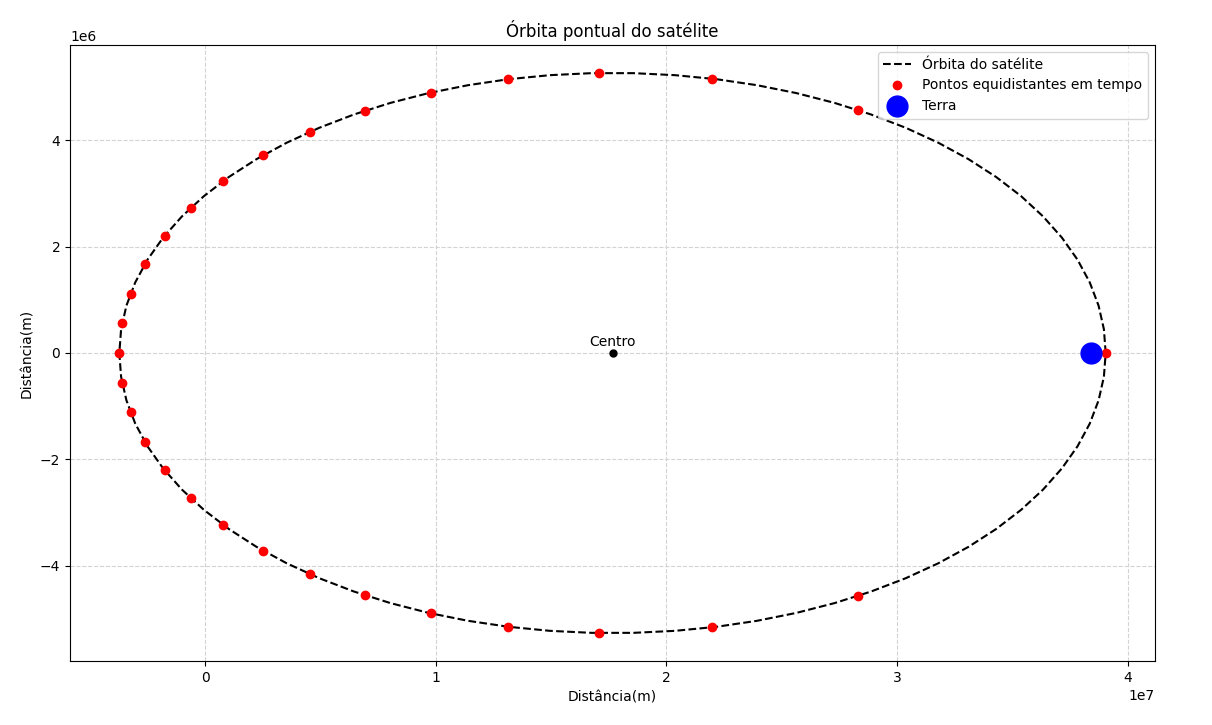 Órbita pontual do satélite
1e6
Órbita do satélite
Pontos equidistantes em tempo
Terra
4
2
Centro
0
−2
−4
Distância(m)
0 1 2 3 4
Distância(m)
1e7